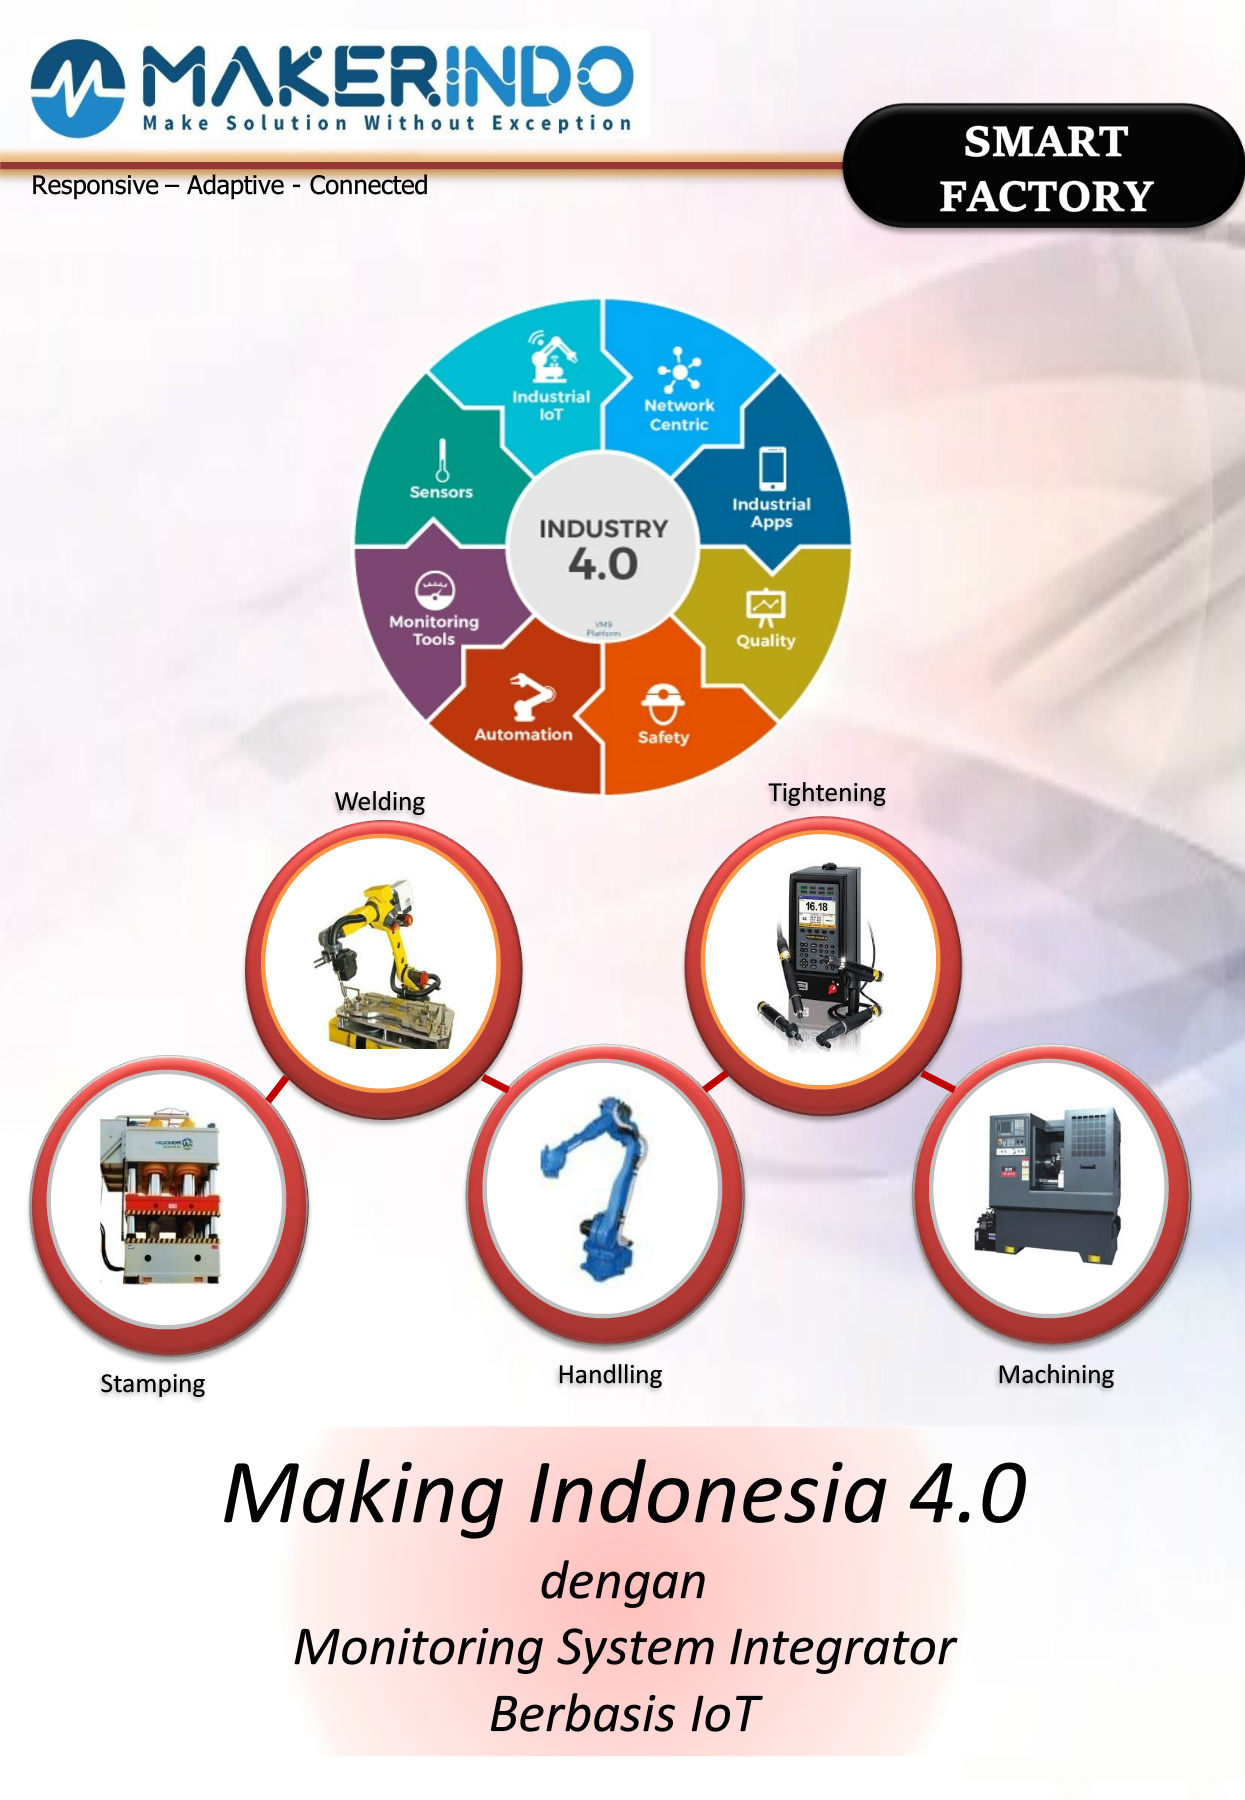 MAKERINDO
Make Solution Without Exception
SMART
FACTORY
Responsive – Adaptive - Connected
Industrial
IoT
Network
Centric
Sensors
Industrial
Apps
INDUSTRY
4.0
VM9
Platform
Monitoring
Tools
Quality
Automation
Safety
Welding
Tightening
16.18
Stamping
Handlling
Machining
Making Indonesia 4.0
dengan
Monitoring System Integrator
Berbasis IoT